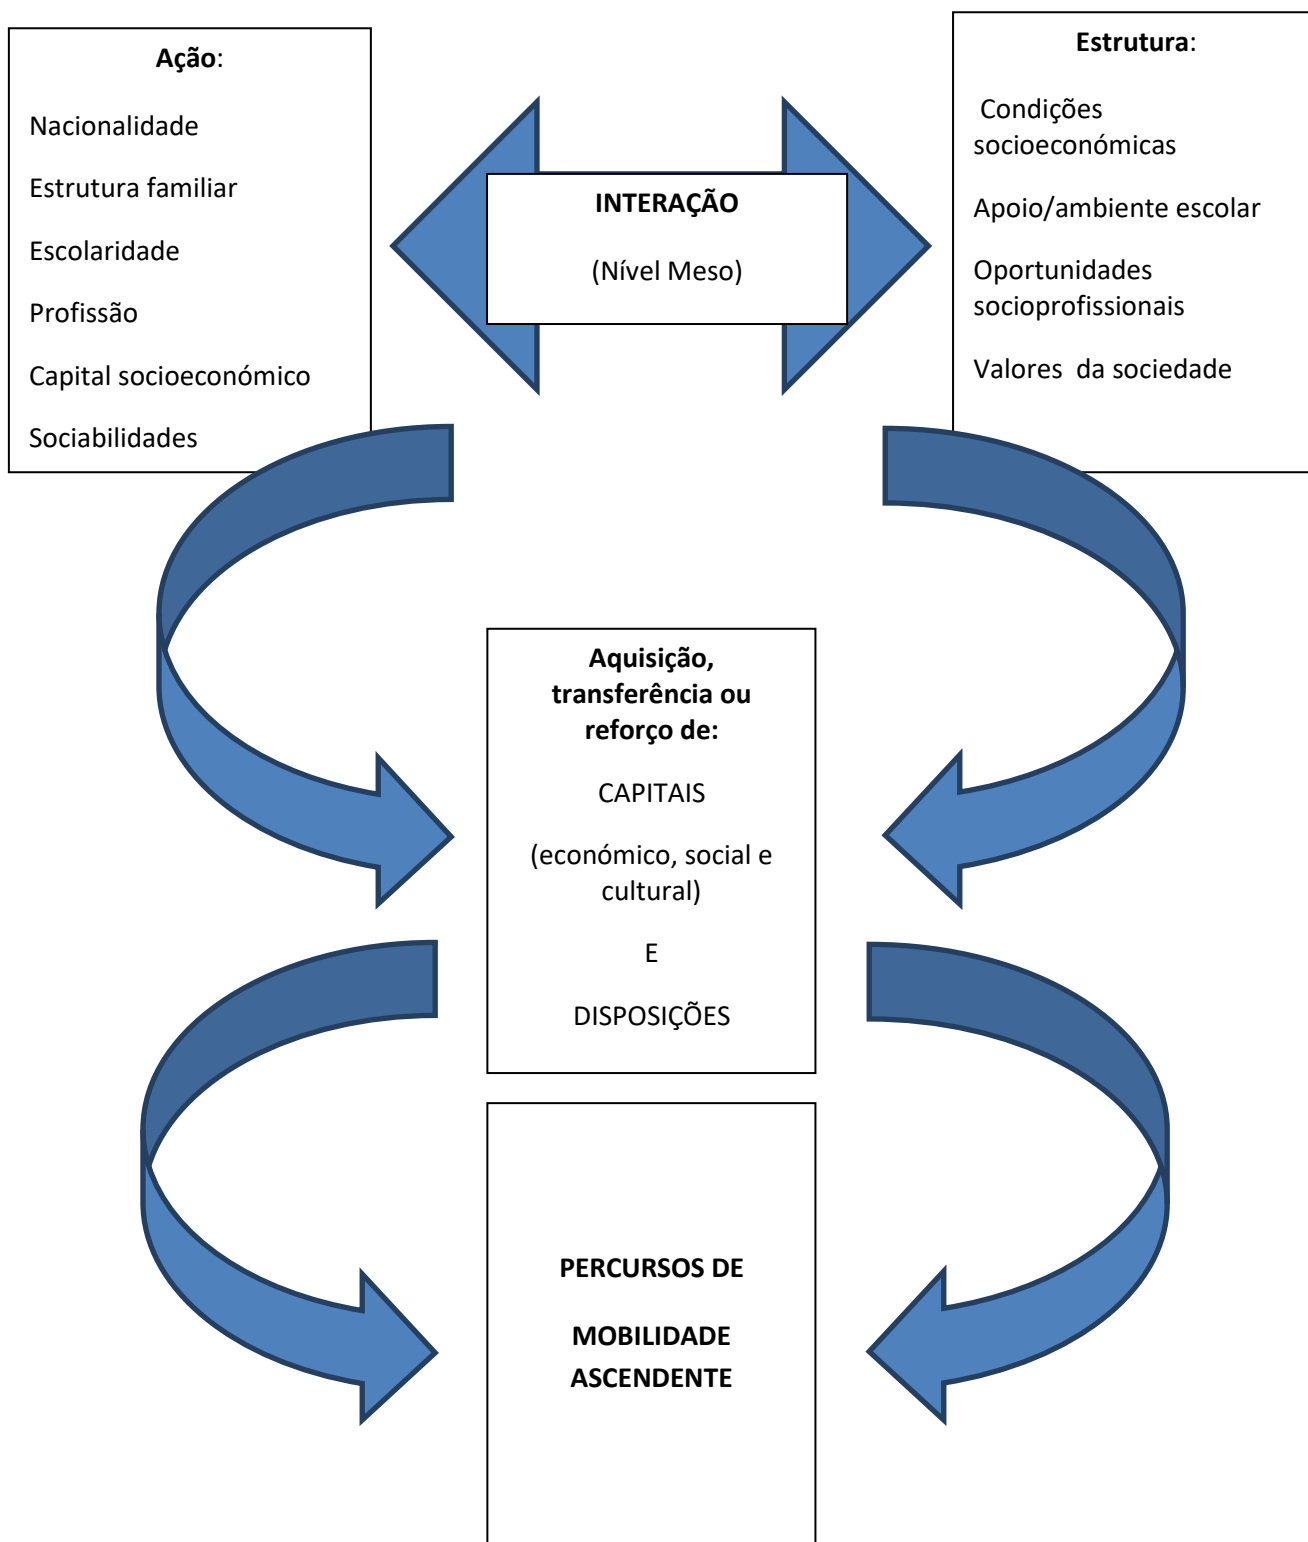 Ação:
Nacionalidade
Estrutura familiar
Escolaridade
Profissão
Capital socioeconómico
Sociabilidades
INTERAÇÃO
(Nível Meso)
Estrutura:
Condições
socioeconómicas
Apoio/ambiente escolar
Oportunidades
socioprofissionais
Valores da sociedade
Aquisição,
transferência ou
reforço de:
CAPITAIS
(económico, social e
cultural)
E
DISPOSIÇÕES
PERCURSOS DE
MOBILIDADE
ASCENDENTE